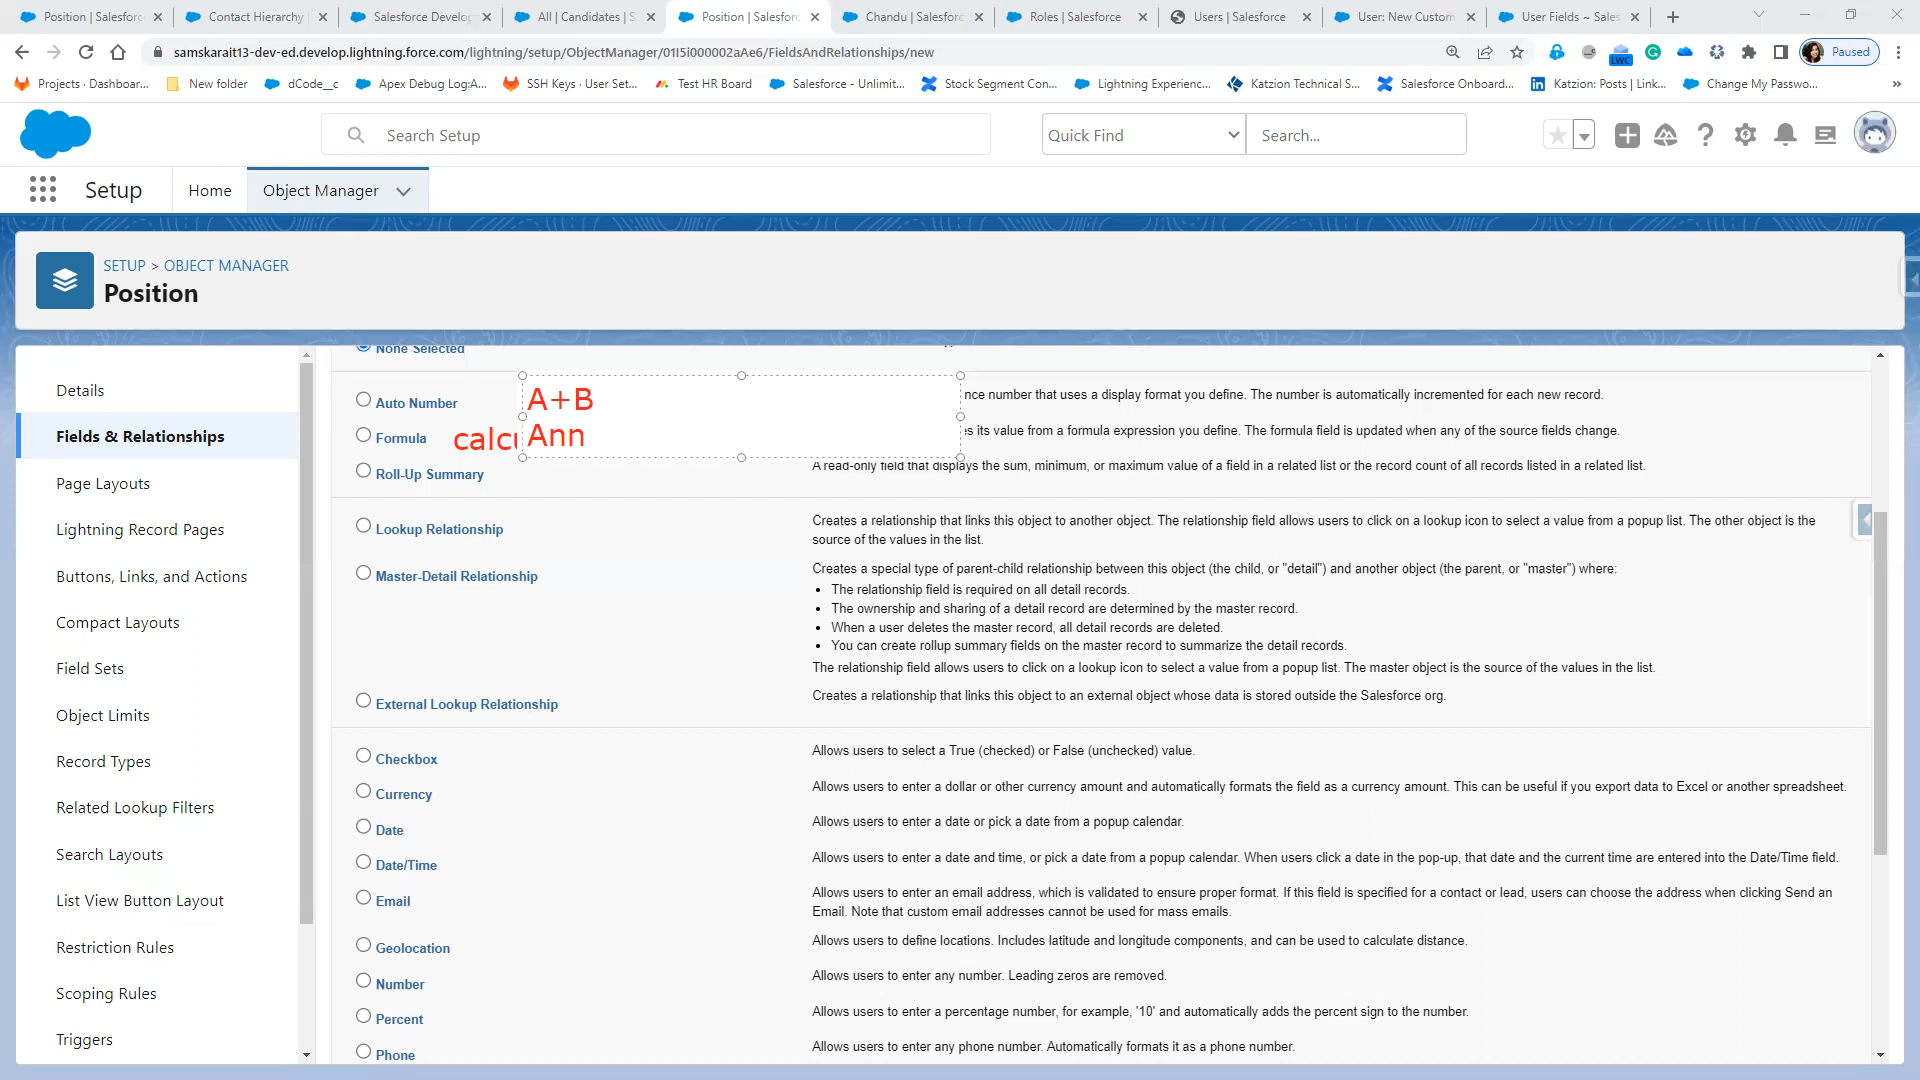 Position | Salesforc
Contact Hierarchy
Salesforce Develop
All | Candidates | S
Position | Salesforc
Chandu | Salesforc
Roles | Salesforce
Users | Salesforce
User: New Custom
User Fields ~ Sales
samskarait13-dev-ed.develop.lightning.force.com/lightning/setup/ObjectManager/01I5i000002aAe6/FieldsAndRelationships/new
LWC
Paused
Projects · Dashboar...
New folder
dCode__c
Apex Debug Log:A...
SSH Keys · User Set...
Test HR Board
Salesforce - Unlimit...
Stock Segment Con...
Lightning Experienc...
Katzion Technical S...
Salesforce Onboard...
Katzion: Posts | Link...
Change My Passwo...
Search Setup
Quick Find
Search...
Setup
Home
Object Manager
SETUP > OBJECT MANAGER
Position
Details
Fields & Relationships
Page Layouts
Lightning Record Pages
Buttons, Links, and Actions
Compact Layouts
Field Sets
Object Limits
Record Types
Related Lookup Filters
Search Layouts
List View Button Layout
Restriction Rules
Scoping Rules
Triggers
None Selected
Auto Number
A+B
nce number that uses a display format you define. The number is automatically incremented for each new record.
Formula
calcu
Ann
s its value from a formula expression you define. The formula field is updated when any of the source fields change.
Roll-Up Summary
A read-only field that displays the sum, minimum, or maximum value of a field in a related list or the record count of all records listed in a related list.
Lookup Relationship
Creates a relationship that links this object to another object. The relationship field allows users to click on a lookup icon to select a value from a popup list. The other object is the
source of the values in the list.
Master-Detail Relationship
Creates a special type of parent-child relationship between this object (the child, or "detail") and another object (the parent, or "master") where:
• The relationship field is required on all detail records.
• The ownership and sharing of a detail record are determined by the master record.
• When a user deletes the master record, all detail records are deleted.
• You can create rollup summary fields on the master record to summarize the detail records.
The relationship field allows users to click on a lookup icon to select a value from a popup list. The master object is the source of the values in the list.
External Lookup Relationship
Creates a relationship that links this object to an external object whose data is stored outside the Salesforce org.
Checkbox
Allows users to select a True (checked) or False (unchecked) value.
Currency
Allows users to enter a dollar or other currency amount and automatically formats the field as a currency amount. This can be useful if you export data to Excel or another spreadsheet.
Date
Allows users to enter a date or pick a date from a popup calendar.
Date/Time
Allows users to enter a date and time, or pick a date from a popup calendar. When users click a date in the pop-up, that date and the current time are entered into the Date/Time field.
Email
Allows users to enter an email address, which is validated to ensure proper format. If this field is specified for a contact or lead, users can choose the address when clicking Send an
Email. Note that custom email addresses cannot be used for mass emails.
Geolocation
Allows users to define locations. Includes latitude and longitude components, and can be used to calculate distance.
Number
Allows users to enter any number. Leading zeros are removed.
Percent
Allows users to enter a percentage number, for example, '10' and automatically adds the percent sign to the number.
Phone
Allows users to enter any phone number. Automatically formats it as a phone number.